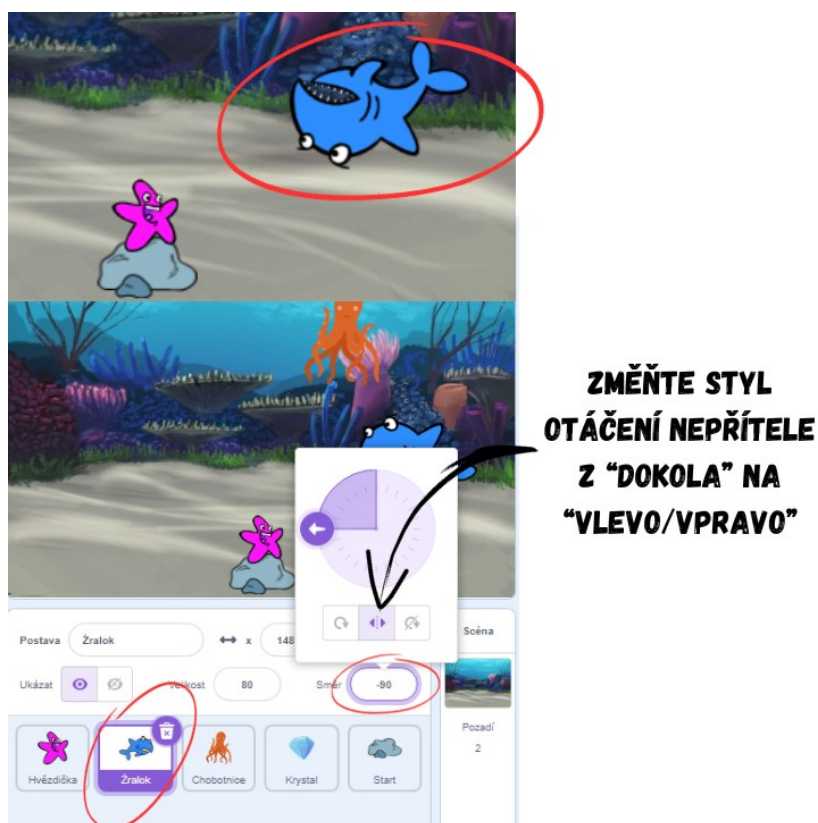 ZMĚŇTE STYL
OTÁČENÍ NEPŘÍTELE
Z “DOKOLA” NA
“VLEVO/VPRAVO”
Postava Žralok x 148
Scéna
Ukázat Velikost 80 Směr -90
Pozadí
2
Hvězdička Žralok Chobotnice Krystal Start